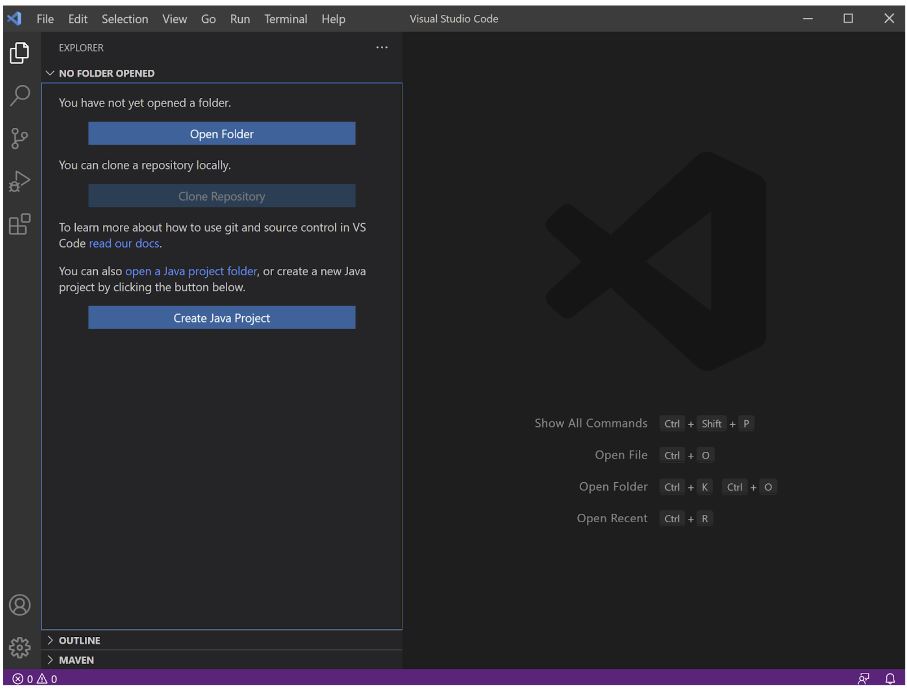 File Edit Selection View Go Run Terminal Help Visual Studio Code
EXPLORER
NO FOLDER OPENED
You have not yet opened a folder.
Open Folder
You can clone a repository locally.
Clone Repository
To learn more about how to use git and source control in VS
Code read our docs.
You can also open a Java project folder, or create a new Java
project by clicking the button below.
Create Java Project
OUTLINE
MAVEN
Show All Commands Ctrl + Shift + P
Open File Ctrl + O
Open Folder Ctrl + K Ctrl + O
Open Recent Ctrl + R
0 0